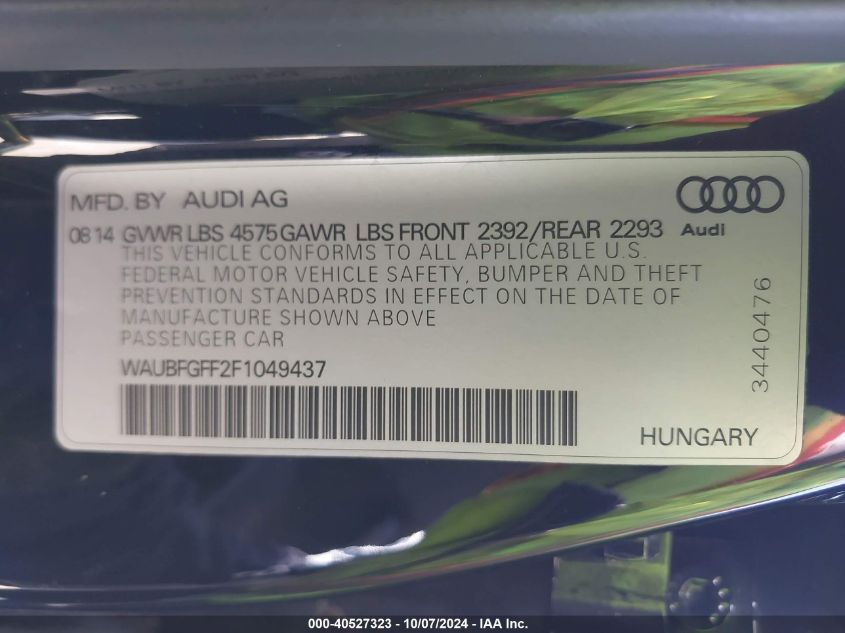 MFD. BY AUDI AG
0814 GVWR LBS 4575 GAWR LBS FRONT 2392/REAR 2293
Audi
THIS VEHICLE CONFORMS TO ALL APPLICABLE U.S.
FEDERAL MOTOR VEHICLE SAFETY, BUMPER AND THEFT
PREVENTION STANDARDS IN EFFECT ON THE DATE OF
MANUFACTURE SHOWN ABOVE
PASSENGER CAR
WAUBFGFF2F1049437
3440476
HUNGARY
000-40527323 - 10/07/2024 - IAA Inc.